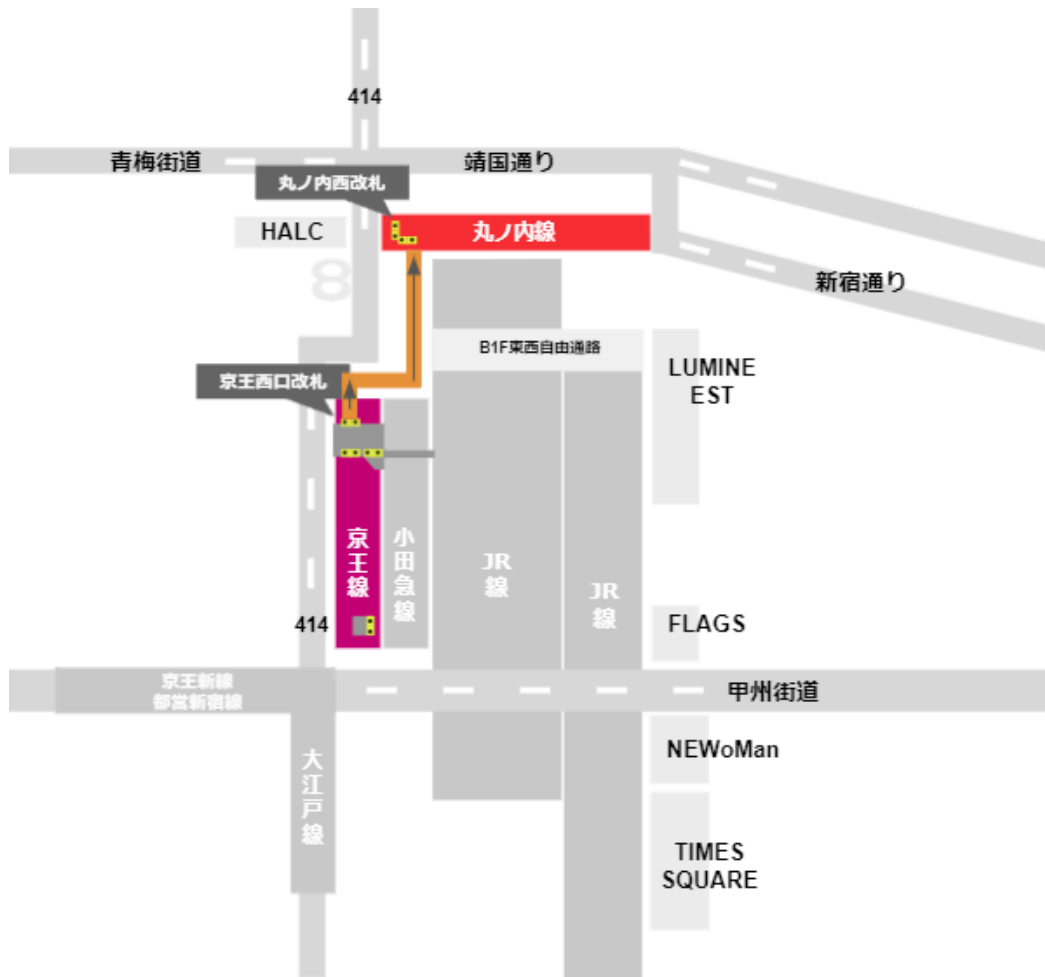 414
青梅街道
靖国通り
丸ノ内西改札
HALC
丸ノ内線
新宿通り
8
B1F東西自由通路
LUMINE
EST
京王西口改札
京王線
小田急線
JR
線
JR
線
414
FLAGS
京王新線
都営新宿線
甲州街道
大江戸線
NEWoMan
TIMES
SQUARE